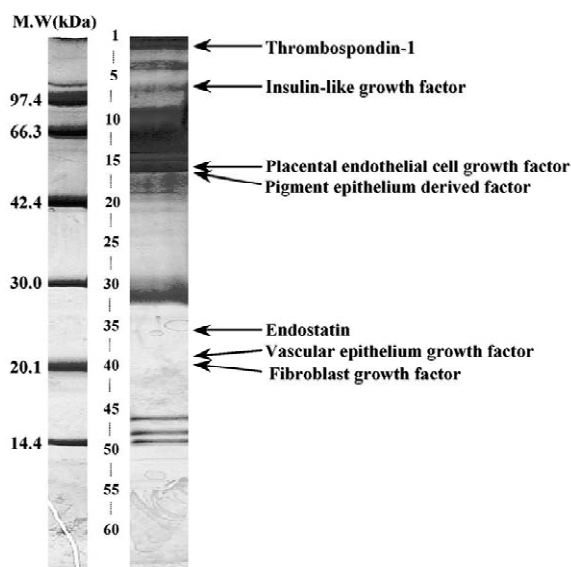 M.W(kDa)
97.4
66.3
42.4
30.0
20.1
14.4
1
5
10
15
20
25
30
35
40
45
50
55
60
Thrombospondin-1
Insulin-like growth factor
Placental endothelial cell growth factor
Pigment epithelium derived factor
Endostatin
Vascular epithelium growth factor
Fibroblast growth factor